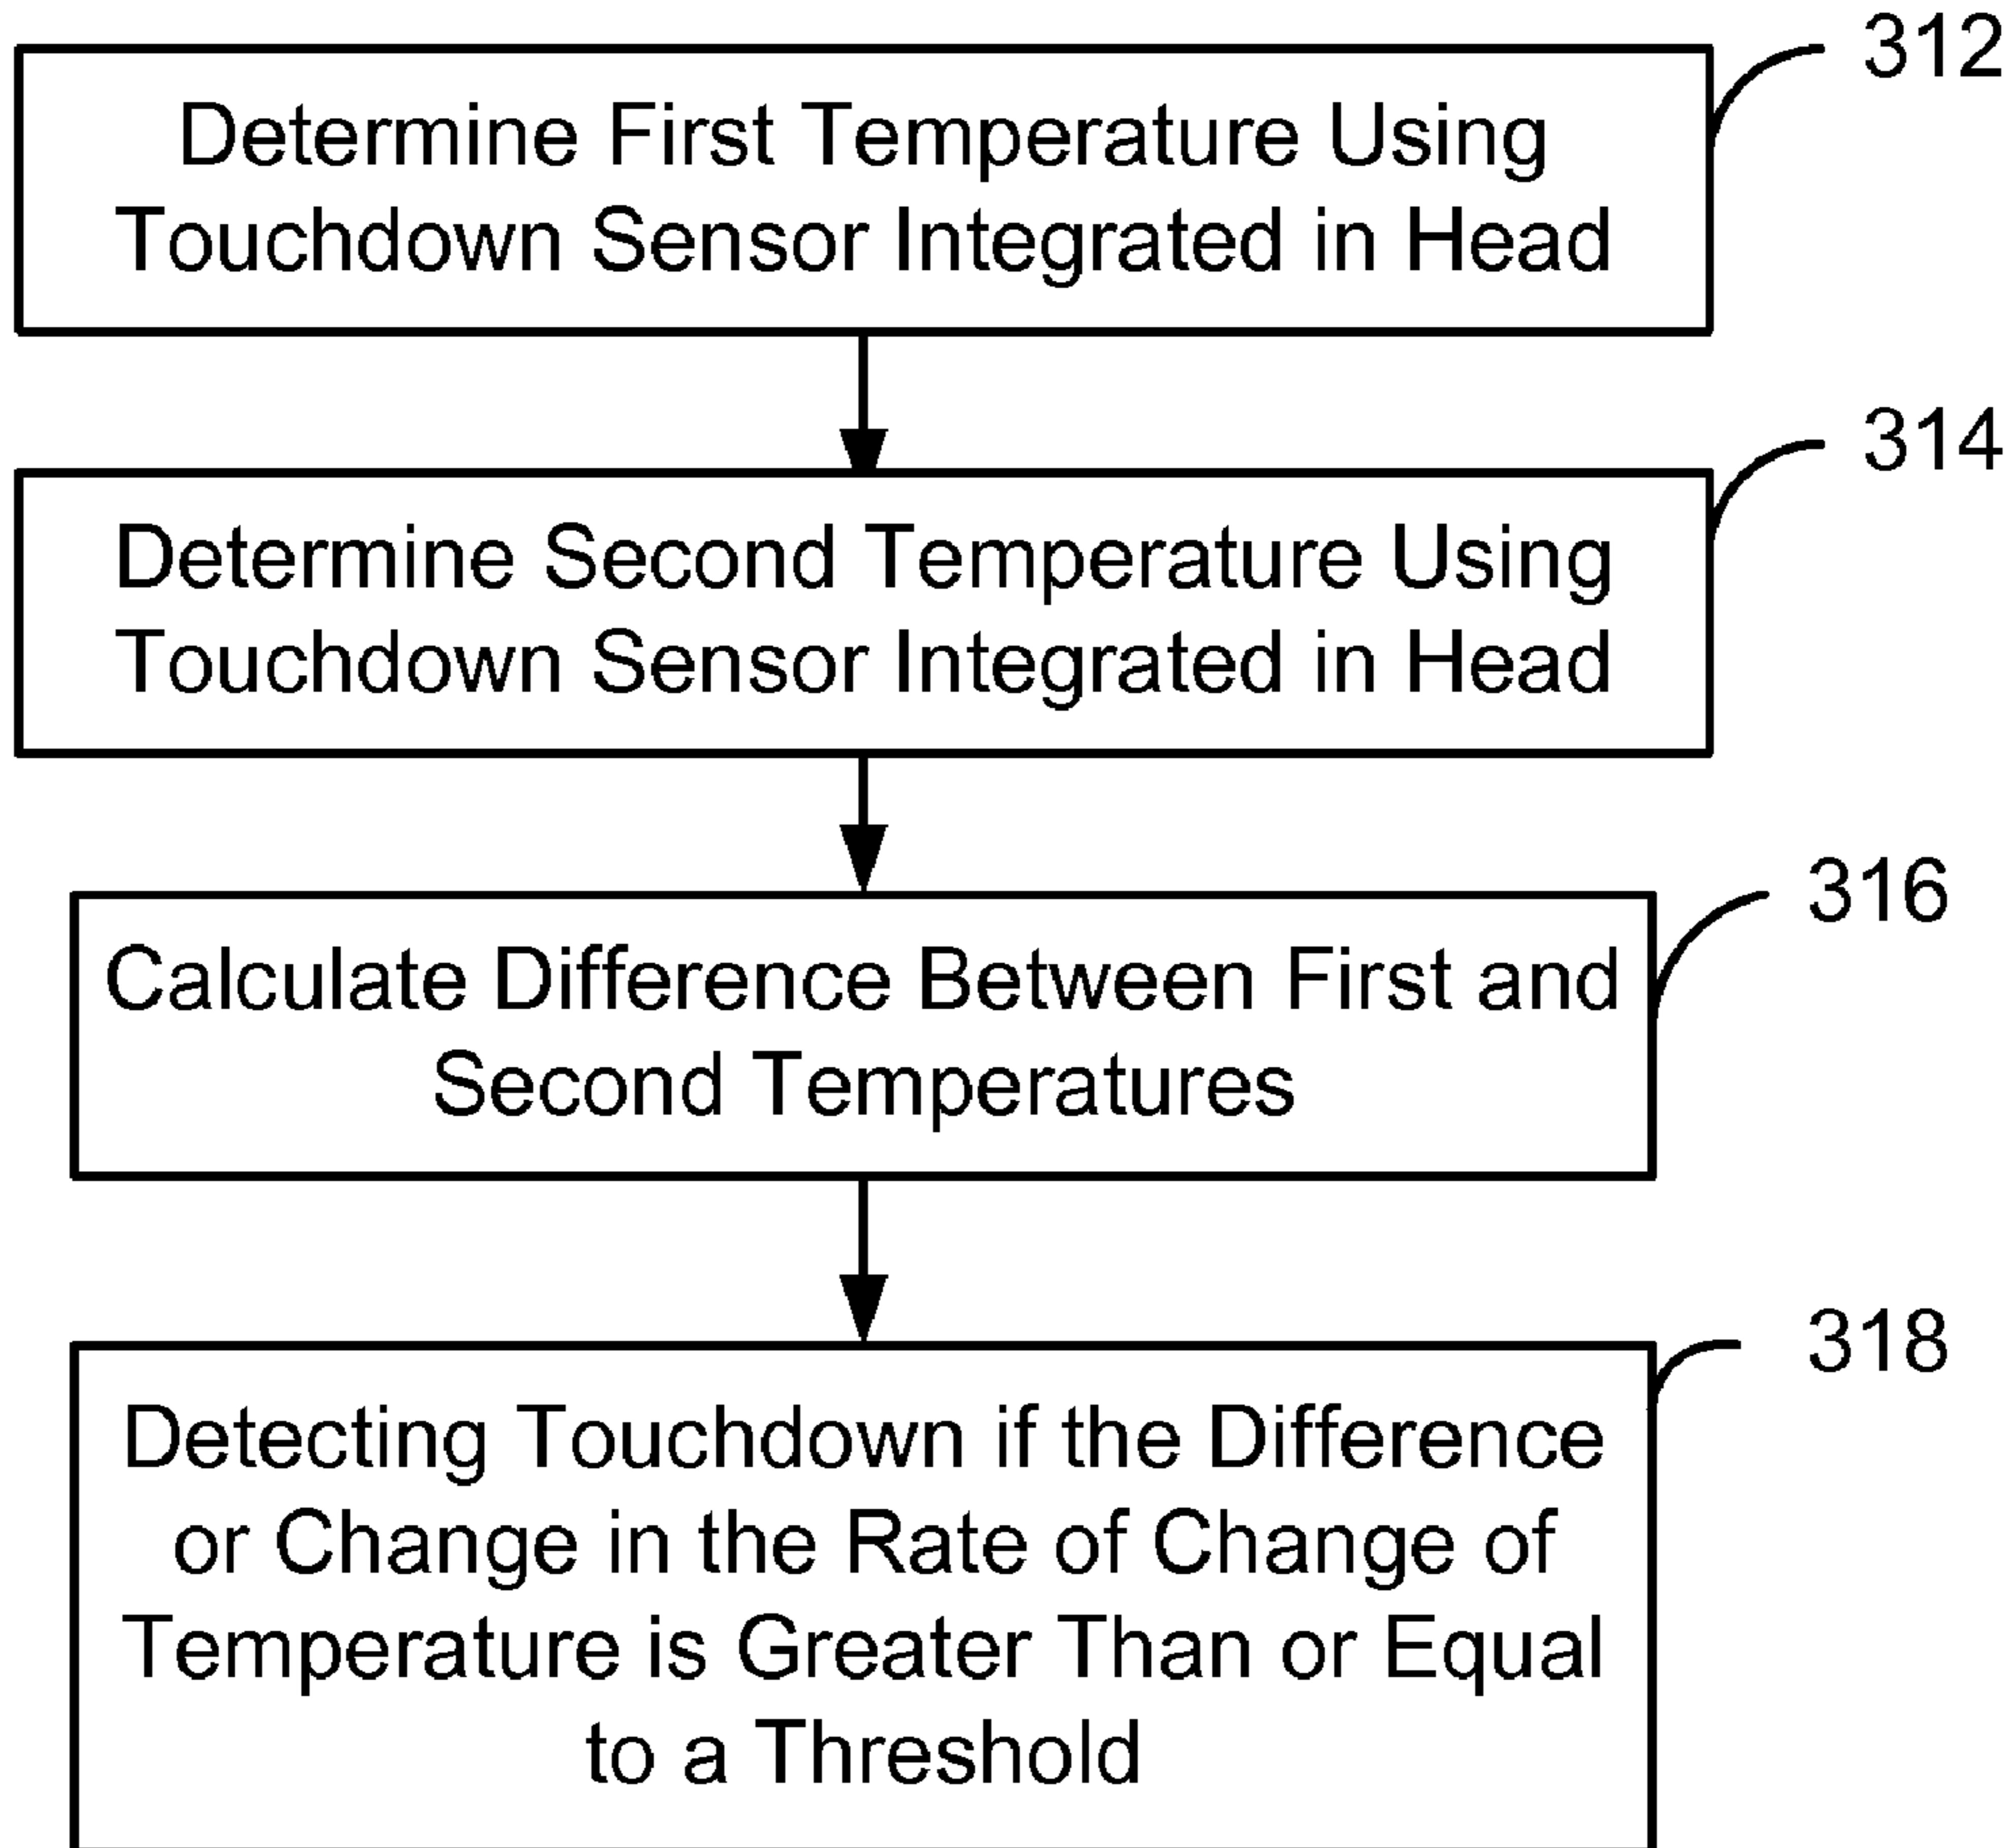 312
Determine First Temperature Using
Touchdown Sensor Integrated in Head
314
Determine Second Temperature Using
Touchdown Sensor Integrated in Head
316
Calculate Difference Between First and
Second Temperatures
318
Detecting Touchdown if the Difference
or Change in the Rate of Change of
Temperature is Greater Than or Equal
to a Threshold